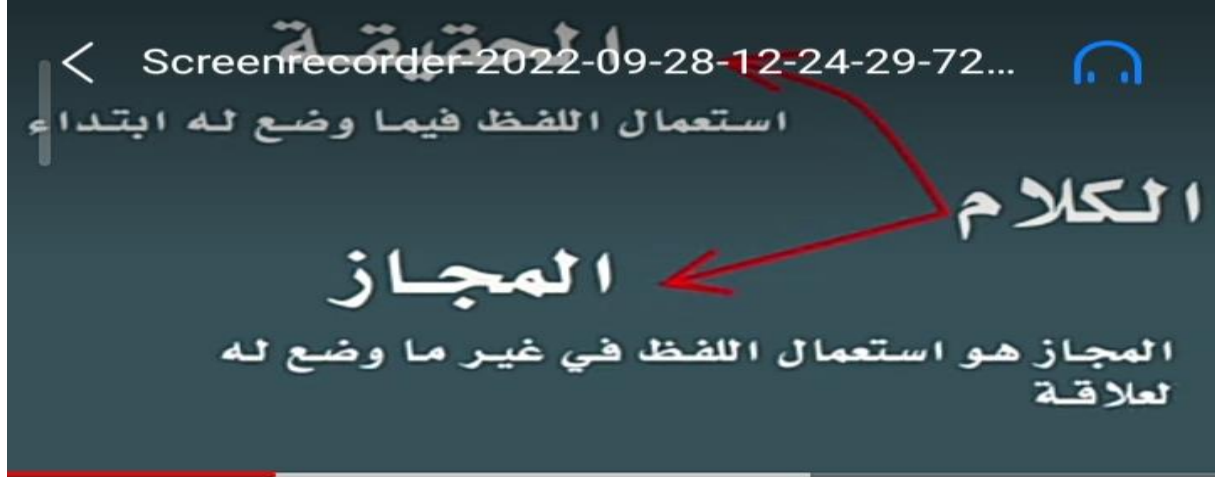 الحقيقة
Screenrecorder-2022-09-28-12-24-29-72...
استعمال اللفظ فيما وضع له ابتداء
الكلام
المجاز
المجاز هو استعمال اللفظ في غير ما وضع له
لعلاقة